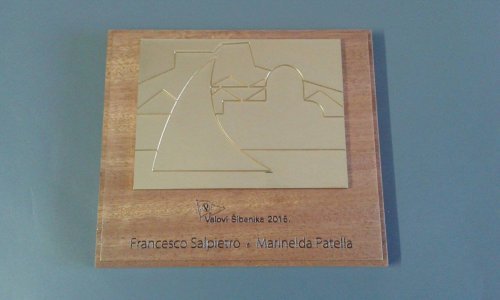 V
Valovi Šibenika 2015.
Francesco Salpietro e Marinelda Patella